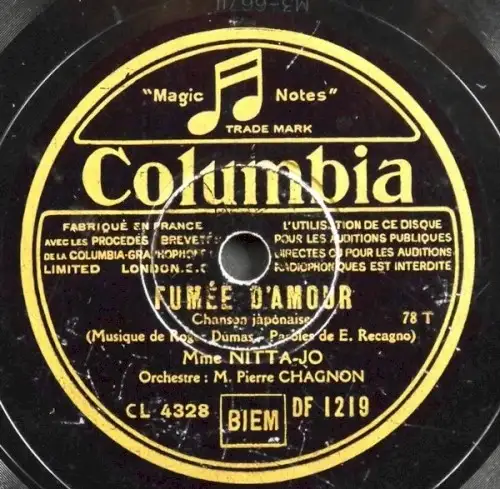 "Magic Notes"
TRADE MARK
Columbia
FABRIQUÉ EN FRANCE
AVEC LES PROCÉDÉS BREVETÉS
DE LA COLUMBIA-GRAPHOPHONE
LIMITED LONDON.E.C
L'UTILISATION DE CE DISQUE
POUR LES AUDITIONS PUBLIQUES
DIRECTES OU POUR LES AUDITIONS
RADIOPHONIQUES EST INTERDITE
FUMÉE D'AMOUR
Chanson japonaise
78 T
(Musique de Roger Dumas - Paroles de E. Recagno)
Mme NITTA-JO
Orchestre : M. Pierre CHAGNON
CL 4328 BIEM DF 1219